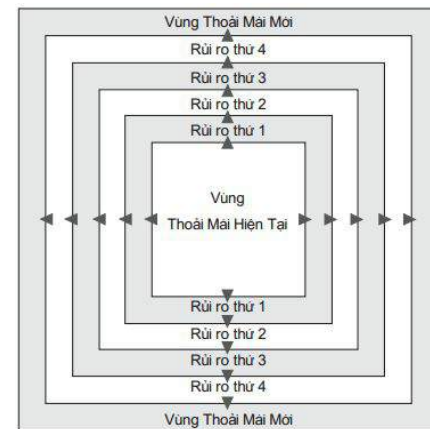 Vùng Thoải Mái Mới
Rủi ro thứ 4
Rủi ro thứ 3
Rủi ro thứ 2
Rủi ro thứ 1
Vùng
Thoải Mái Hiện Tại
Rủi ro thứ 1
Rủi ro thứ 2
Rủi ro thứ 3
Rủi ro thứ 4
Vùng Thoải Mái Mới